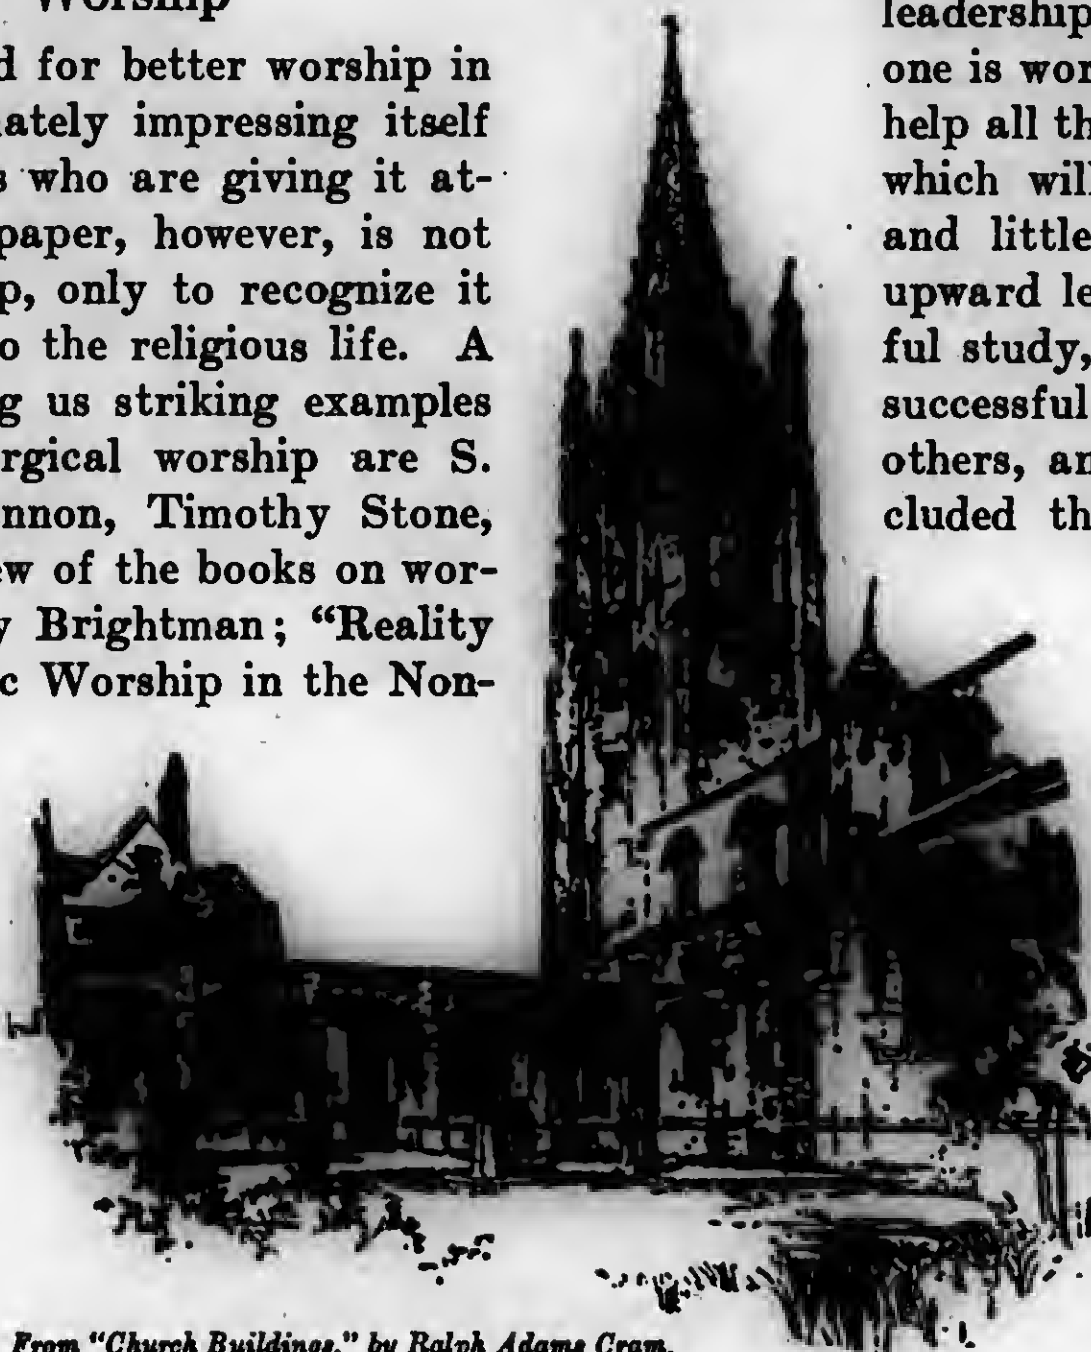 Worship
d for better worship in
ately impressing itself
s who are giving it at-
paper, however, is not
p, only to recognize it
o the religious life. A
g us striking examples
rgical worship are S.
nnon, Timothy Stone,
ew of the books on wor-
y Brightman; “Reality
c Worship in the Non-
leadership
one is wor
help all th
which will
and little
upward le
ful study,
successful
others, an
cluded th
From “Church Buildings,” by Ralph Adams Cram.